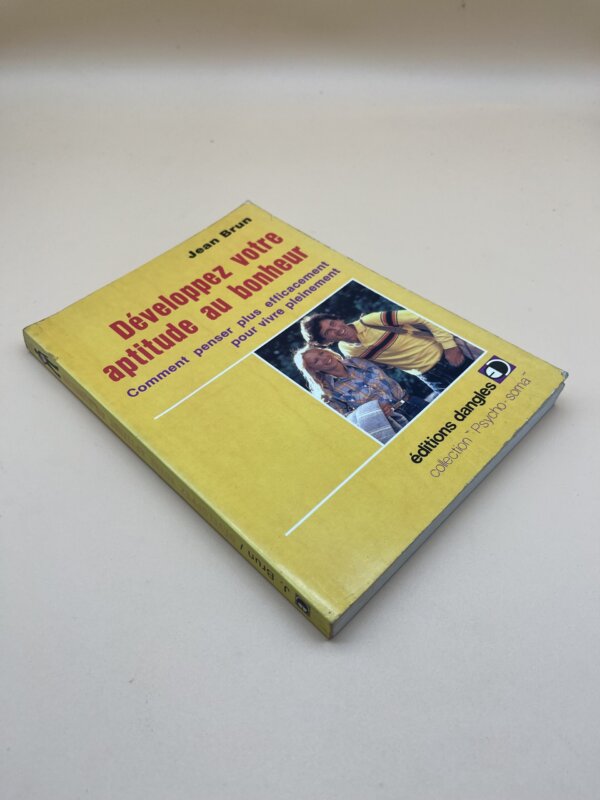 Jean Brun
Développez votre
aptitude au bonheur
Comment penser plus efficacement
pour vivre pleinement
éditions dangles
collection "Psycho-soma"
J. Brun /